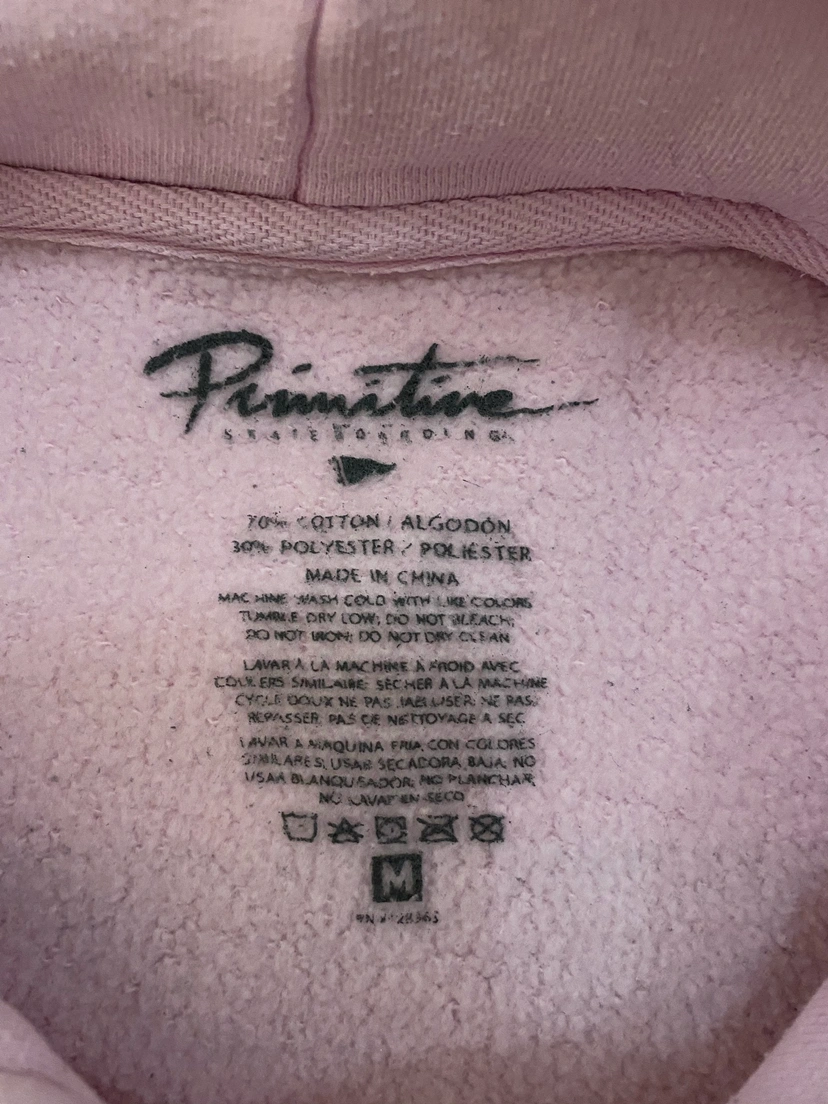 Primitive
SKATEBOARDING
70% COTTON / ALGODÓN
30% POLYESTER / POLIÉSTER
MADE IN CHINA
MACHINE WASH COLD WITH LIKE COLORS
TUMBLE DRY LOW; DO NOT BLEACH;
DO NOT IRON; DO NOT DRY CLEAN
LAVAR À LA MACHINE À FROID AVEC
SIMILAIRE; SÉCHER À LA MACHINE
CYCLE DOUX NE PAS NE PAS
REPASSER, PAS DE NETTOYAGE A SEC
LAVAR A MAQUINA FRIA, CON COLORES
SIMILARES; USAR SECADORA BAJA; NO
USAA BLANQUEADOR; NO PLANCHAR;
NO LAVAR EN SECO
M